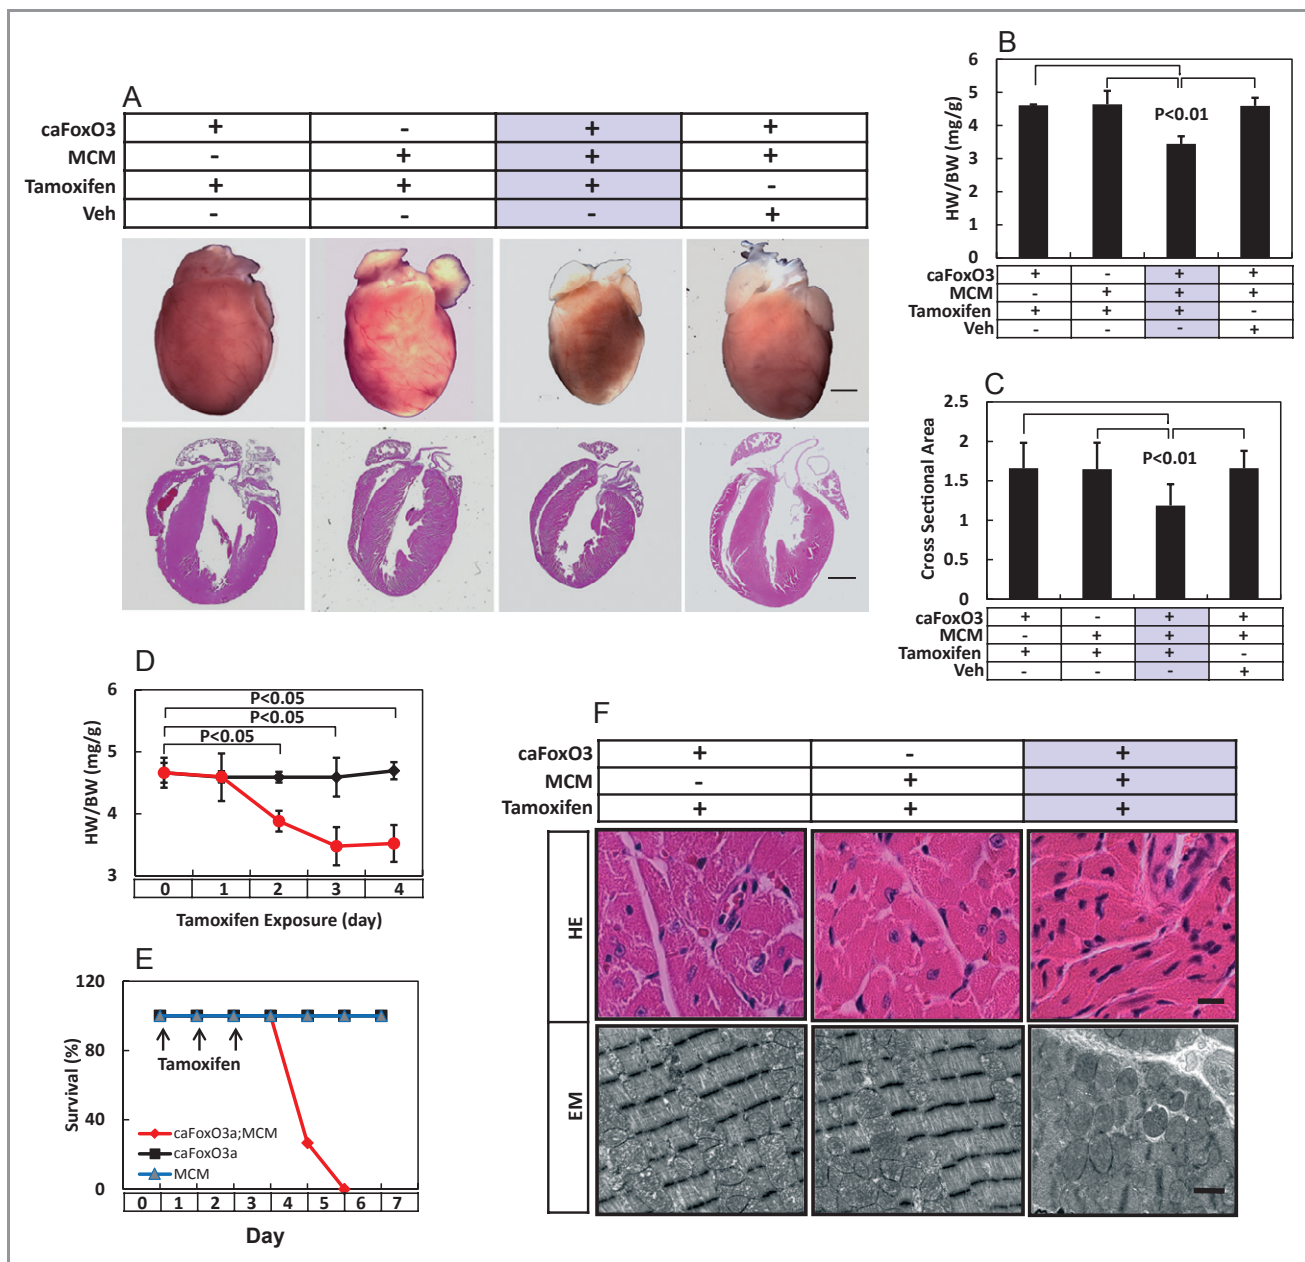 A
caFoxO3 + - + +
MCM - + + +
Tamoxifen + + + -
Veh - - - +
B
HW/BW (mg/g)
6
5
4
3
2
1
0
P<0.01
caFoxO3 + - + +
MCM - + + +
Tamoxifen + + + -
Veh - - - +
C
Cross Sectional Area
2.5
2
1.5
1
0.5
0
P<0.01
caFoxO3 + - + +
MCM - + + +
Tamoxifen + + + -
Veh - - - +
D
HW/BW (mg/g)
6
5
4
3
P<0.05
P<0.05
P<0.05
0 1 2 3 4
Tamoxifen Exposure (day)
E
Survival (%)
120
80
40
0
Tamoxifen
caFoxO3a;MCM
caFoxO3a
MCM
0 1 2 3 4 5 6 7
Day
F
caFoxO3 + - +
MCM - + +
Tamoxifen + + +
HE
EM